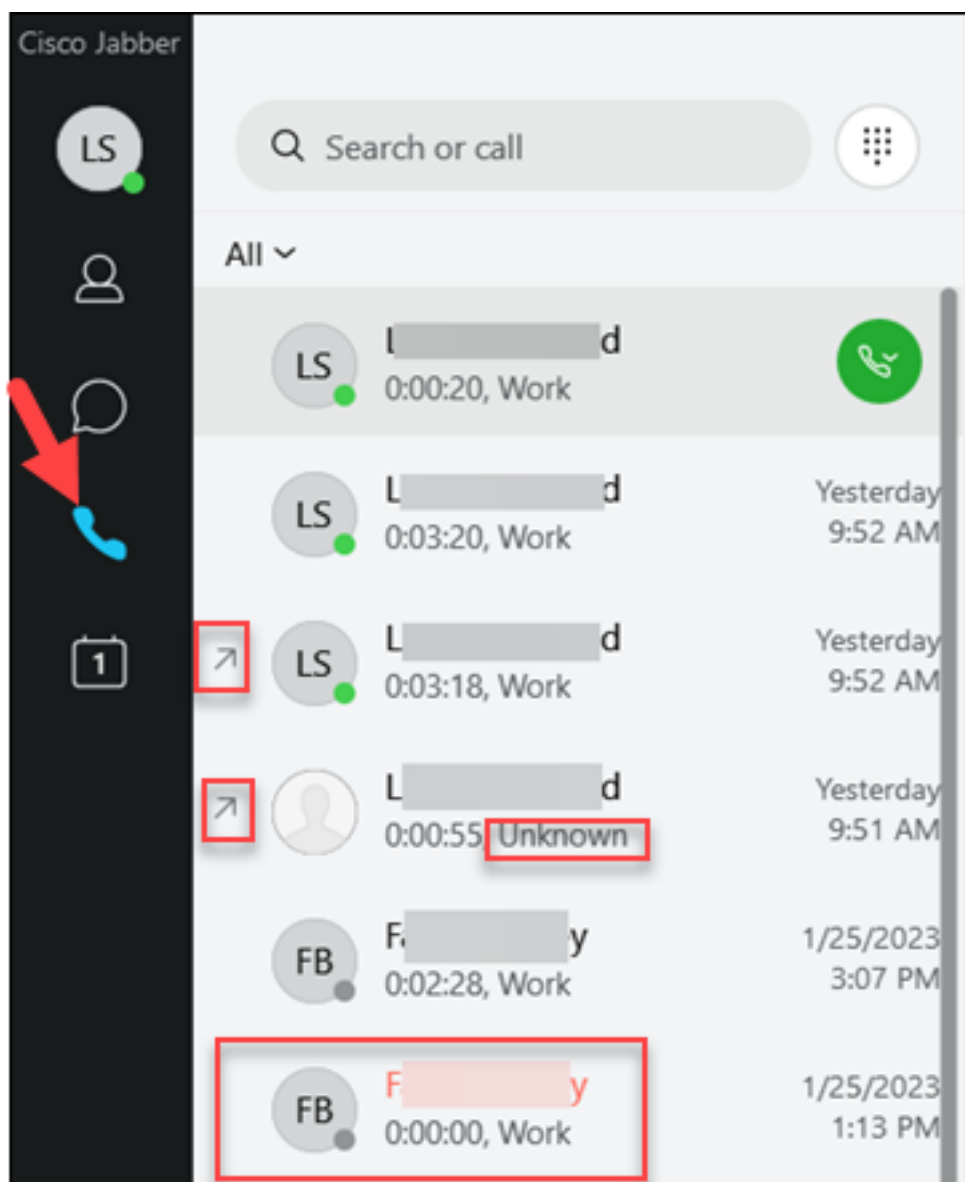 Cisco Jabber
LS
Search or call
All
LS
0:00:20, Work
LS
0:03:20, Work
Yesterday
9:52 AM
LS
0:03:18, Work
Yesterday
9:52 AM
0:00:55, Unknown
Yesterday
9:51 AM
FB
0:02:28, Work
1/25/2023
3:07 PM
FB
0:00:00, Work
1/25/2023
1:13 PM
1